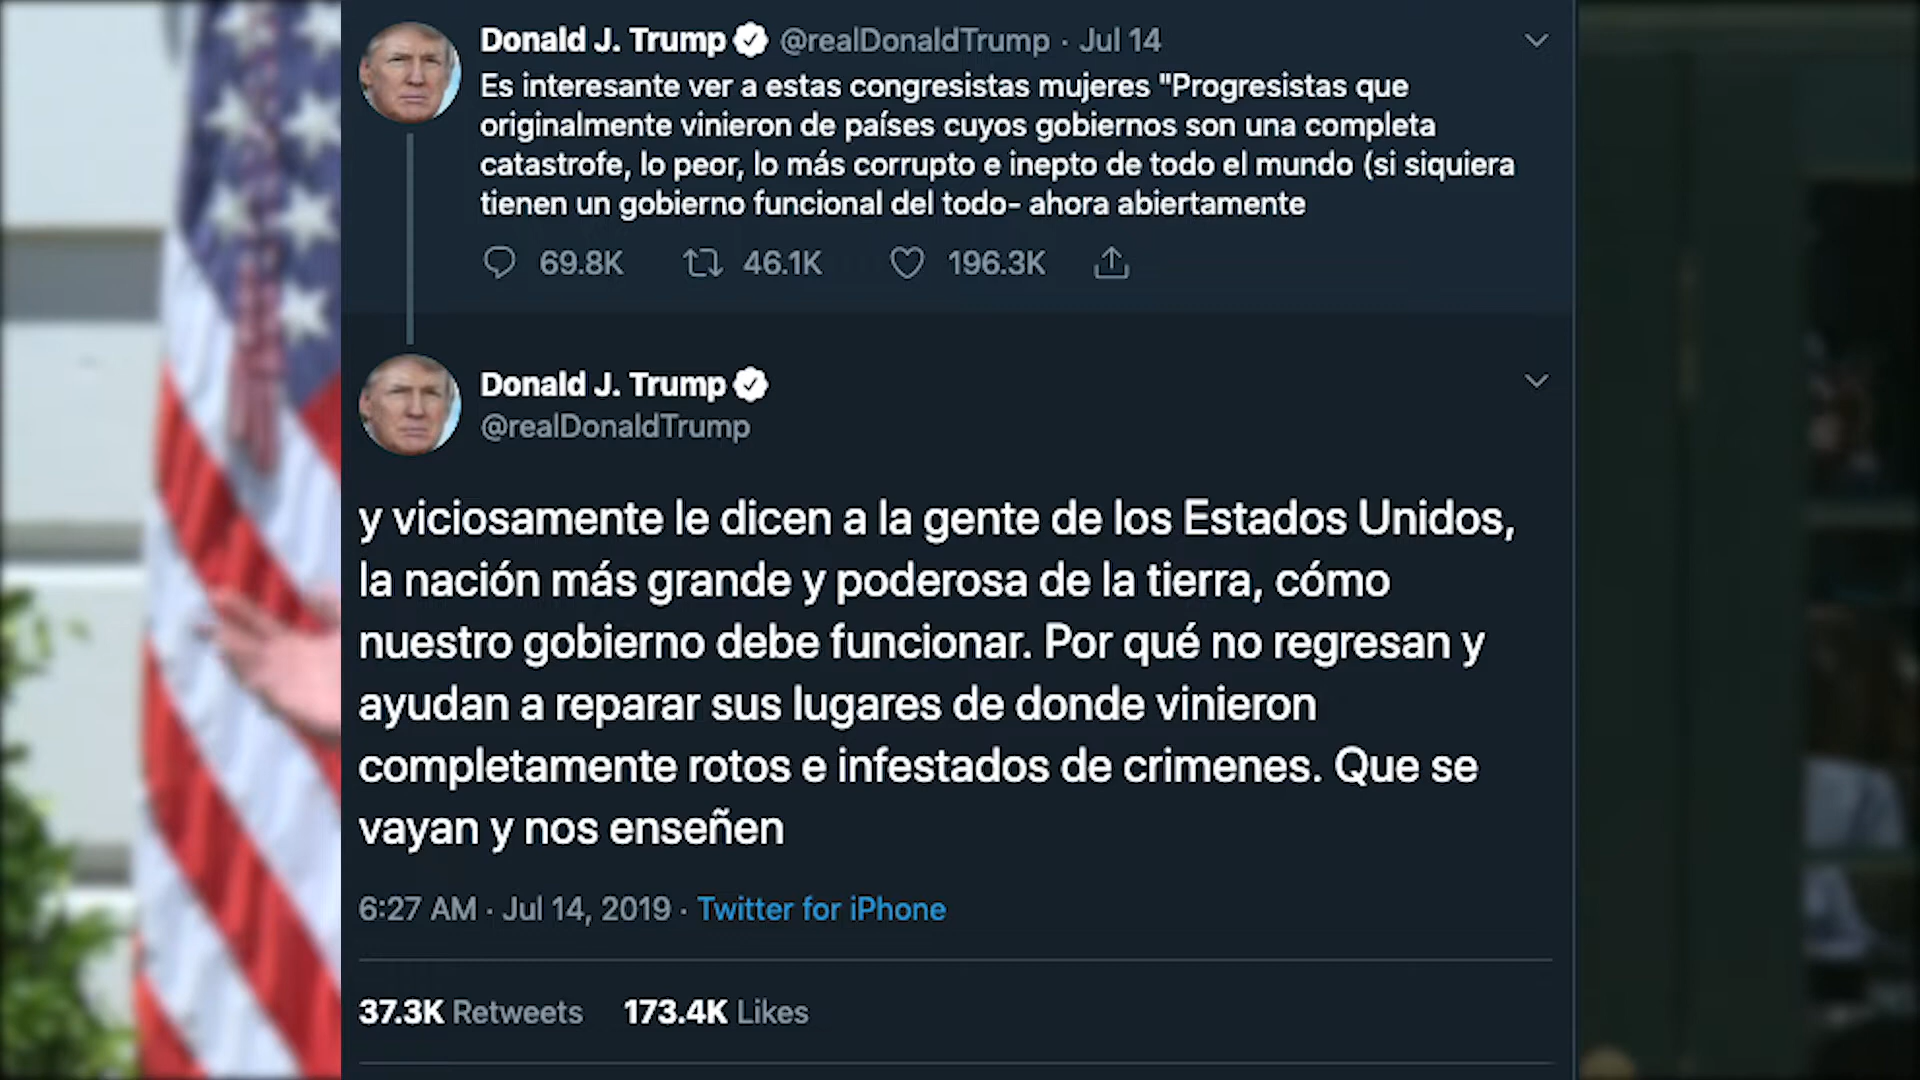 Donald J. Trump @realDonaldTrump · Jul 14
Es interesante ver a estas congresistas mujeres "Progresistas que
originalmente vinieron de países cuyos gobiernos son una completa
catastrofe, lo peor, lo más corrupto e inepto de todo el mundo (si siquiera
tienen un gobierno funcional del todo- ahora abiertamente
69.8K 46.1K 196.3K
Donald J. Trump
@realDonaldTrump
y viciosamente le dicen a la gente de los Estados Unidos,
la nación más grande y poderosa de la tierra, cómo
nuestro gobierno debe funcionar. Por qué no regresan y
ayudan a reparar sus lugares de donde vinieron
completamente rotos e infestados de crimenes. Que se
vayan y nos enseñen
6:27 AM · Jul 14, 2019 · Twitter for iPhone
37.3K Retweets 173.4K Likes